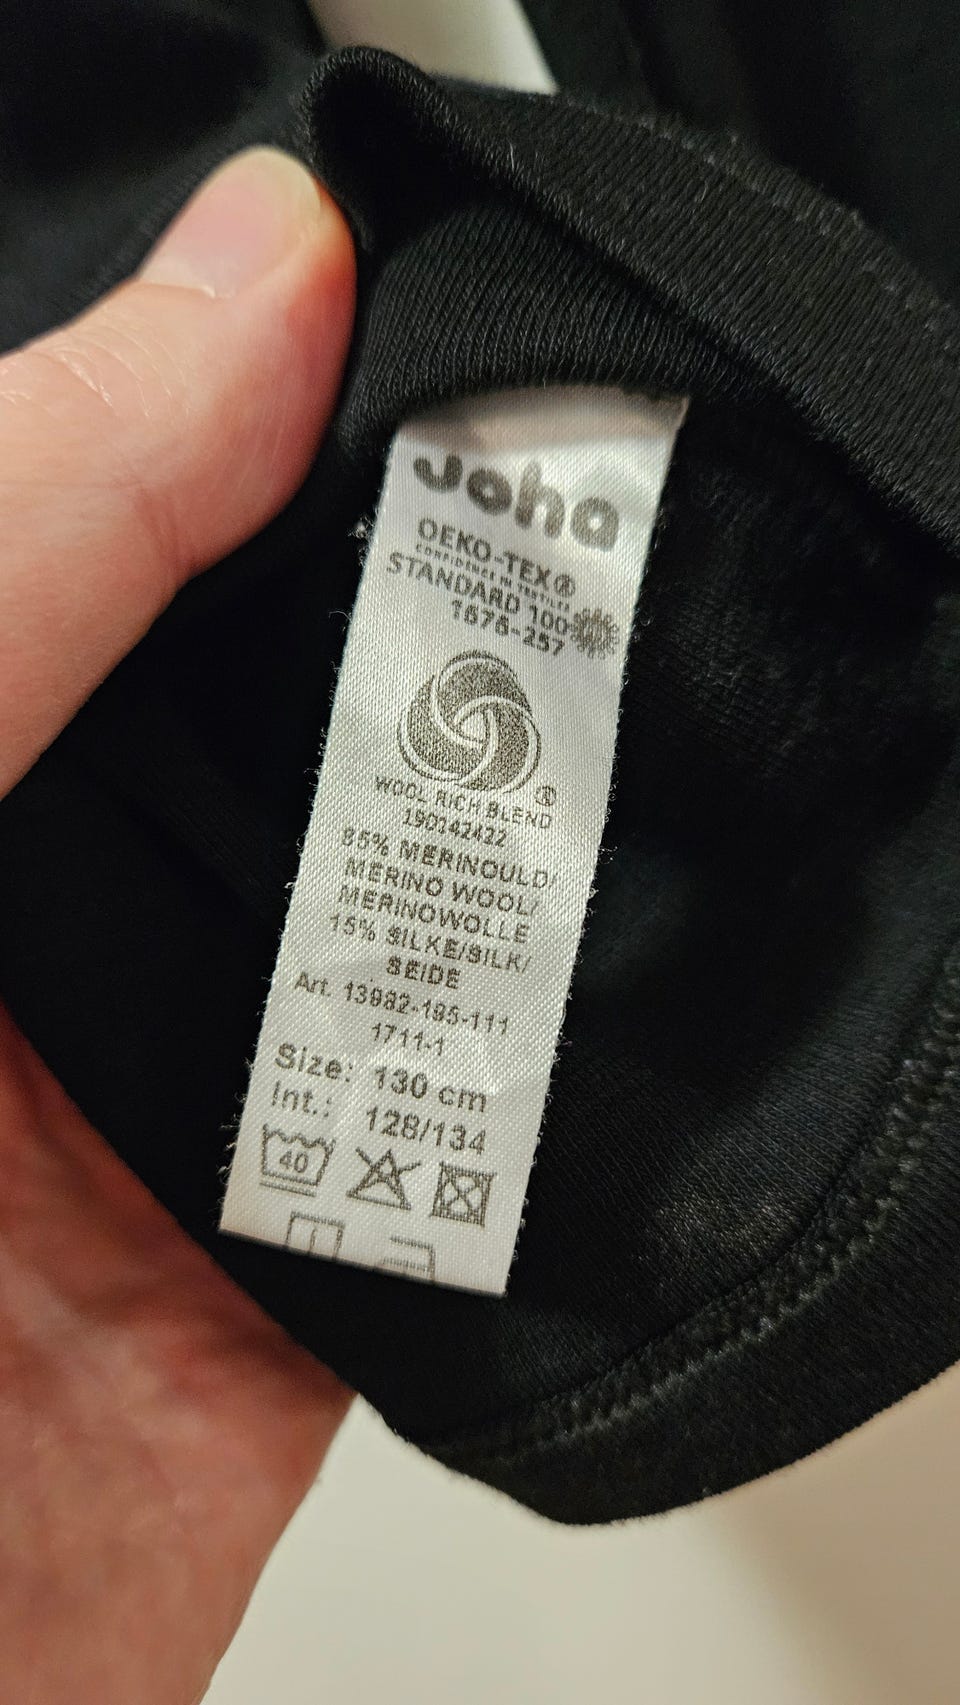 Joha
OEKO-TEX®
CONFIDENCE IN TEXTILES
STANDARD 100
1576-257
WOOL RICH BLEND
®
190142422
85% MERINOULD/
MERINO WOOL/
MERINOWOLLE
15% SILKE/SILK/
SEIDE
Art. 13982-195-111
1711-1
Size: 130 cm
Int.: 128/134
40